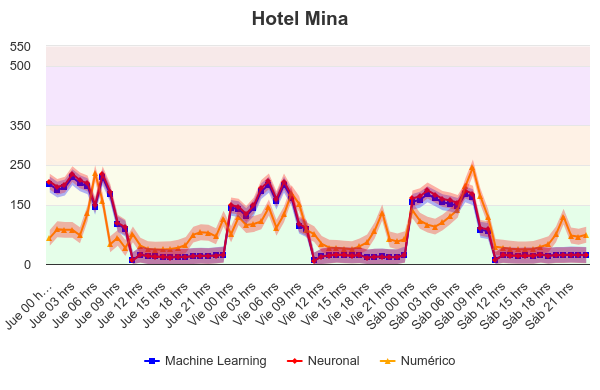 Hotel Mina
550
500
350
250
150
0
Jue 00 h...
Jue 03 hrs
Jue 06 hrs
Jue 09 hrs
Jue 12 hrs
Jue 15 hrs
Jue 18 hrs
Jue 21 hrs
Vie 00 hrs
Vie 03 hrs
Vie 06 hrs
Vie 09 hrs
Vie 12 hrs
Vie 15 hrs
Vie 18 hrs
Vie 21 hrs
Sáb 00 hrs
Sáb 03 hrs
Sáb 06 hrs
Sáb 09 hrs
Sáb 12 hrs
Sáb 15 hrs
Sáb 18 hrs
Sáb 21 hrs
Machine Learning Neuronal Numérico